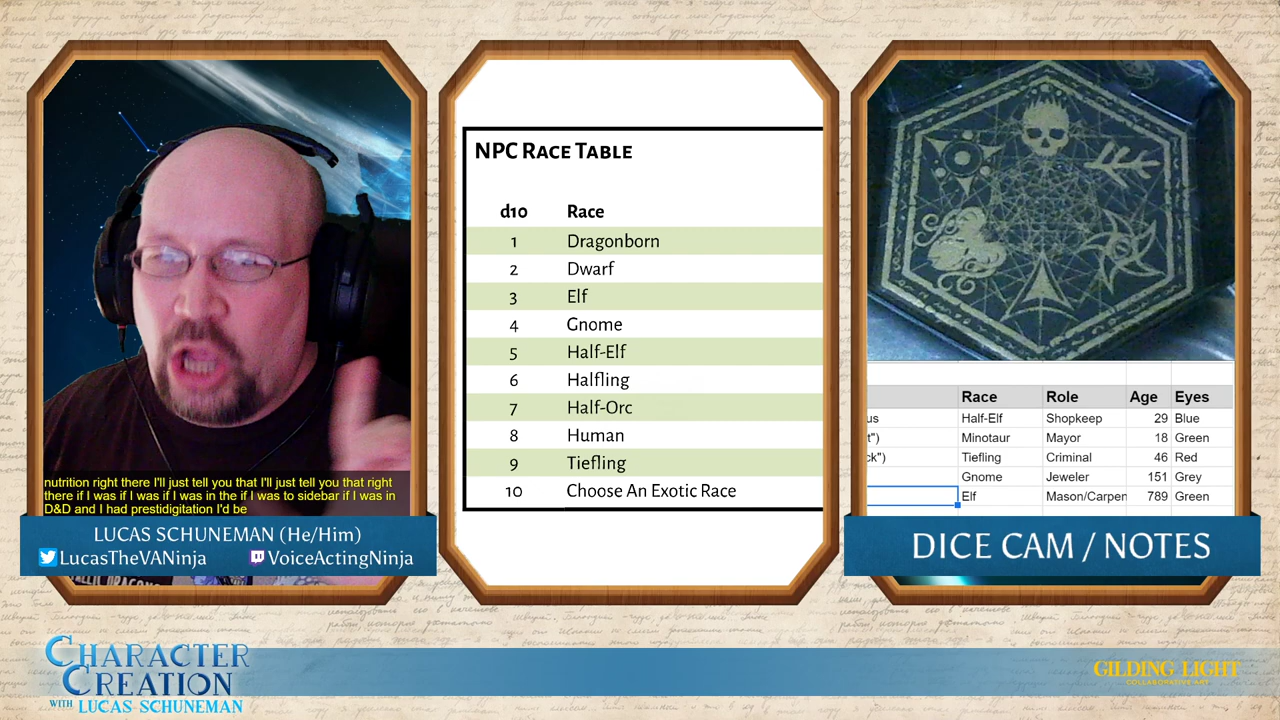 nutrition right there I'll just tell you that I'll just tell you that right
there if I was if I was if I was in the if I was to sidebar if I was in
D&D and I had prestidigitation I'd be
LUCAS SCHUNEMAN (He/Him)
LucasTheVANinja VoiceActingNinja
NPC Race Table
d10 Race
1 Dragonborn
2 Dwarf
3 Elf
4 Gnome
5 Half-Elf
6 Halfling
7 Half-Orc
8 Human
9 Tiefling
10 Choose An Exotic Race
Race Role Age Eyes
us Half-Elf Shopkeep 29 Blue
t") Minotaur Mayor 18 Green
ck") Tiefling Criminal 46 Red
Gnome Jeweler 151 Grey
Elf Mason/Carpen 789 Green
DICE CAM / NOTES
CHARACTER
CREATION
WITH LUCAS SCHUNEMAN
GILDING LIGHT
COLLABORATIVE ART